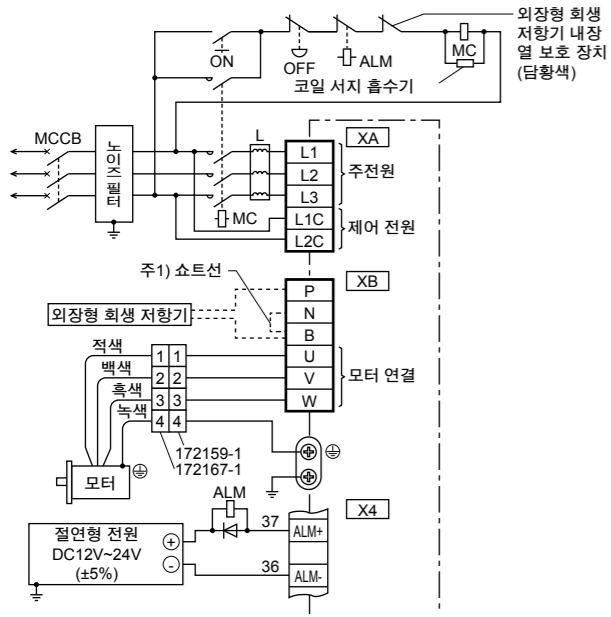 외장형 회생
저항기 내장
열 보호 장치
(담황색)
ON
OFF
ALM
MC
코일 서지 흡수기
MCCB
노이즈 필터
L
XA
L1
L2
L3
주전원
MC
L1C
L2C
제어 전원
주1) 쇼트선
XB
외장형 회생 저항기
P
N
B
U
V
W
모터 연결
적색
백색
흑색
녹색
1 1
2 2
3 3
4 4
172159-1
172167-1
모터
ALM
X4
절연형 전원
DC12V~24V
(±5%)
+
-
37
ALM+
36
ALM-